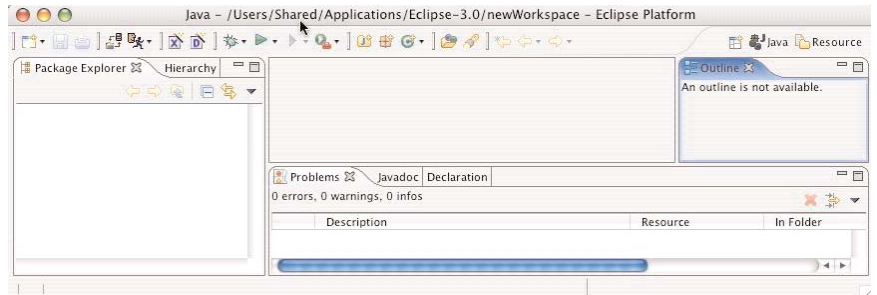 Java - /Users/Shared/Applications/Eclipse-3.0/newWorkspace - Eclipse Platform
Java Resource
Package Explorer Hierarchy
Outline
An outline is not available.
Problems Javadoc Declaration
0 errors, 0 warnings, 0 infos
Description Resource In Folder